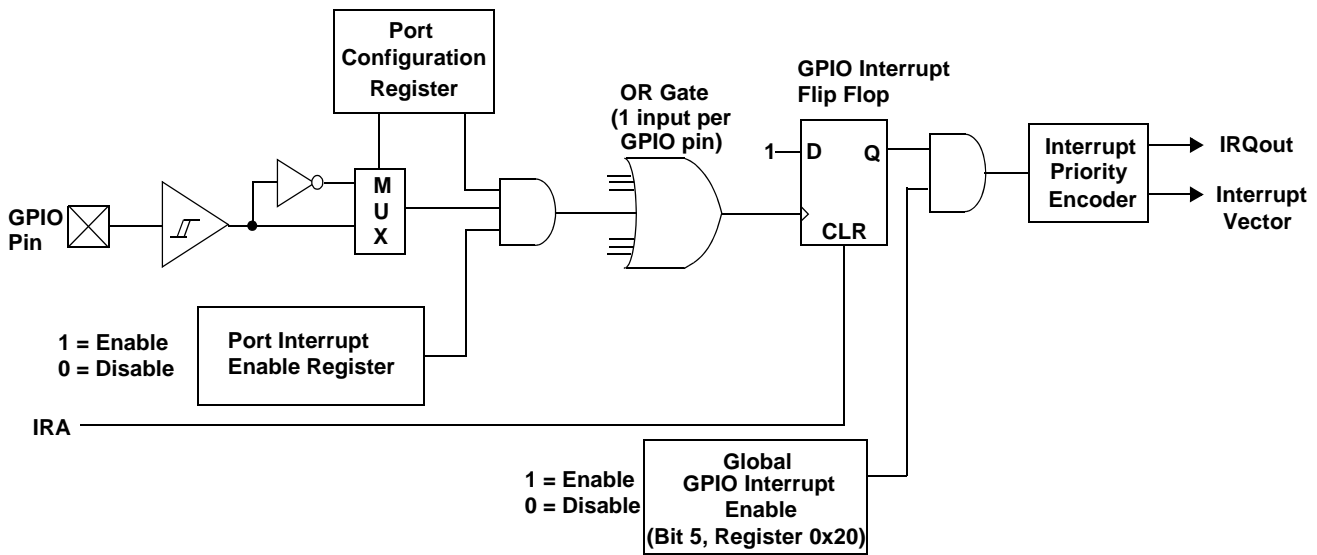 Port
Configuration
Register
GPIO Interrupt
Flip Flop
OR Gate
(1 input per
GPIO pin)
1
D
Q
CLR
Interrupt
Priority
Encoder
IRQout
Interrupt
Vector
M
U
X
GPIO
Pin
1 = Enable
0 = Disable
Port Interrupt
Enable Register
IRA
1 = Enable
0 = Disable
Global
GPIO Interrupt
Enable
(Bit 5, Register 0x20)